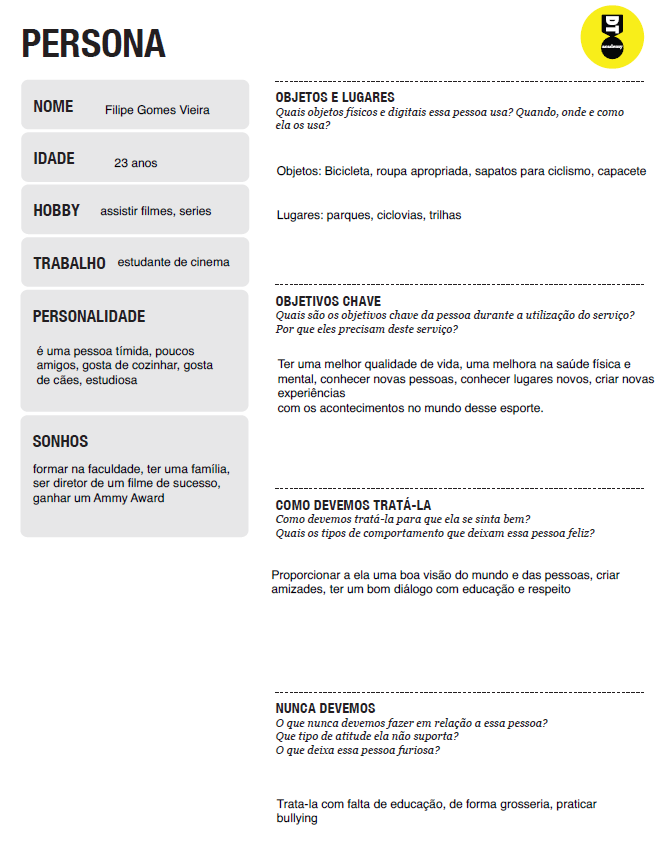 PERSONA
academy
NOME Filipe Gomes Vieira
IDADE 23 anos
HOBBY assistir filmes, series
TRABALHO estudante de cinema
PERSONALIDADE
é uma pessoa tímida, poucos
amigos, gosta de cozinhar, gosta
de cães, estudiosa
SONHOS
formar na faculdade, ter uma família,
ser diretor de um filme de sucesso,
ganhar um Ammy Award
OBJETOS E LUGARES
Quais objetos físicos e digitais essa pessoa usa? Quando, onde e como
ela os usa?
Objetos: Bicicleta, roupa apropriada, sapatos para ciclismo, capacete
Lugares: parques, ciclovias, trilhas
OBJETIVOS CHAVE
Quais são os objetivos chave da pessoa durante a utilização do serviço?
Por que eles precisam deste serviço?
Ter uma melhor qualidade de vida, uma melhora na saúde física e
mental, conhecer novas pessoas, conhecer lugares novos, criar novas
experiências
com os acontecimentos no mundo desse esporte.
COMO DEVEMOS TRATÁ-LA
Como devemos tratá-la para que ela se sinta bem?
Quais os tipos de comportamento que deixam essa pessoa feliz?
Proporcionar a ela uma boa visão do mundo e das pessoas, criar
amizades, ter um bom diálogo com educação e respeito
NUNCA DEVEMOS
O que nunca devemos fazer em relação a essa pessoa?
Que tipo de atitude ela não suporta?
O que deixa essa pessoa furiosa?
Trata-la com falta de educação, de forma grosseria, praticar
bullying